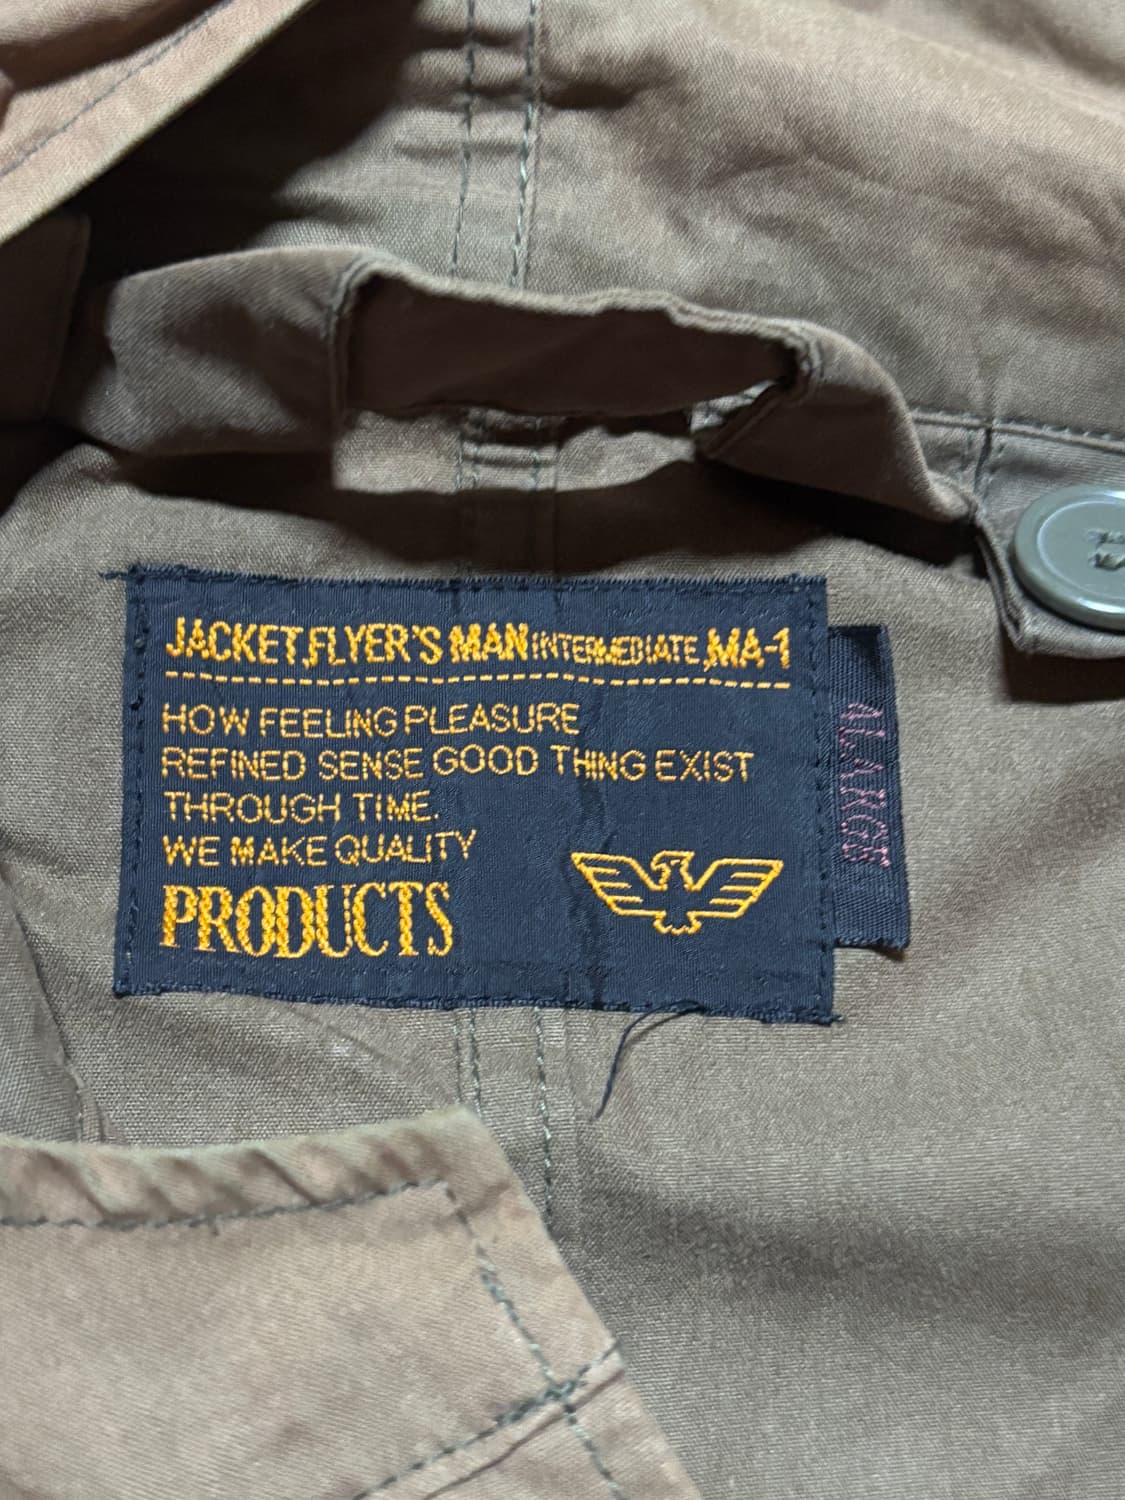 JACKET,FLYER'S MAN INTERMEDIATE,MA-1
HOW FEELING PLEASURE
REFINED SENSE GOOD THING EXIST
THROUGH TIME.
WE MAKE QUALITY
PRODUCTS
LARGE